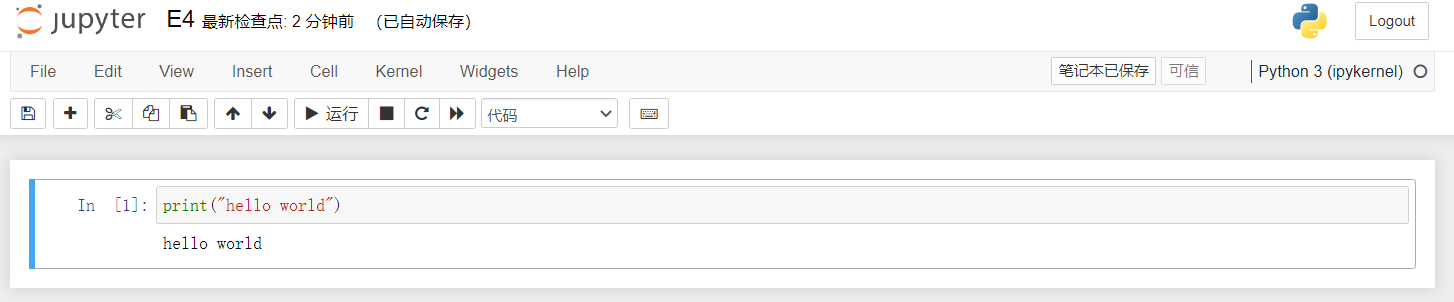 jupyter E4 最新检查点: 2 分钟前 (已自动保存) Logout
File Edit View Insert Cell Kernel Widgets Help 笔记本已保存 可信 Python 3 (ipykernel)
运行 代码
In [1]: print("hello world")
hello world